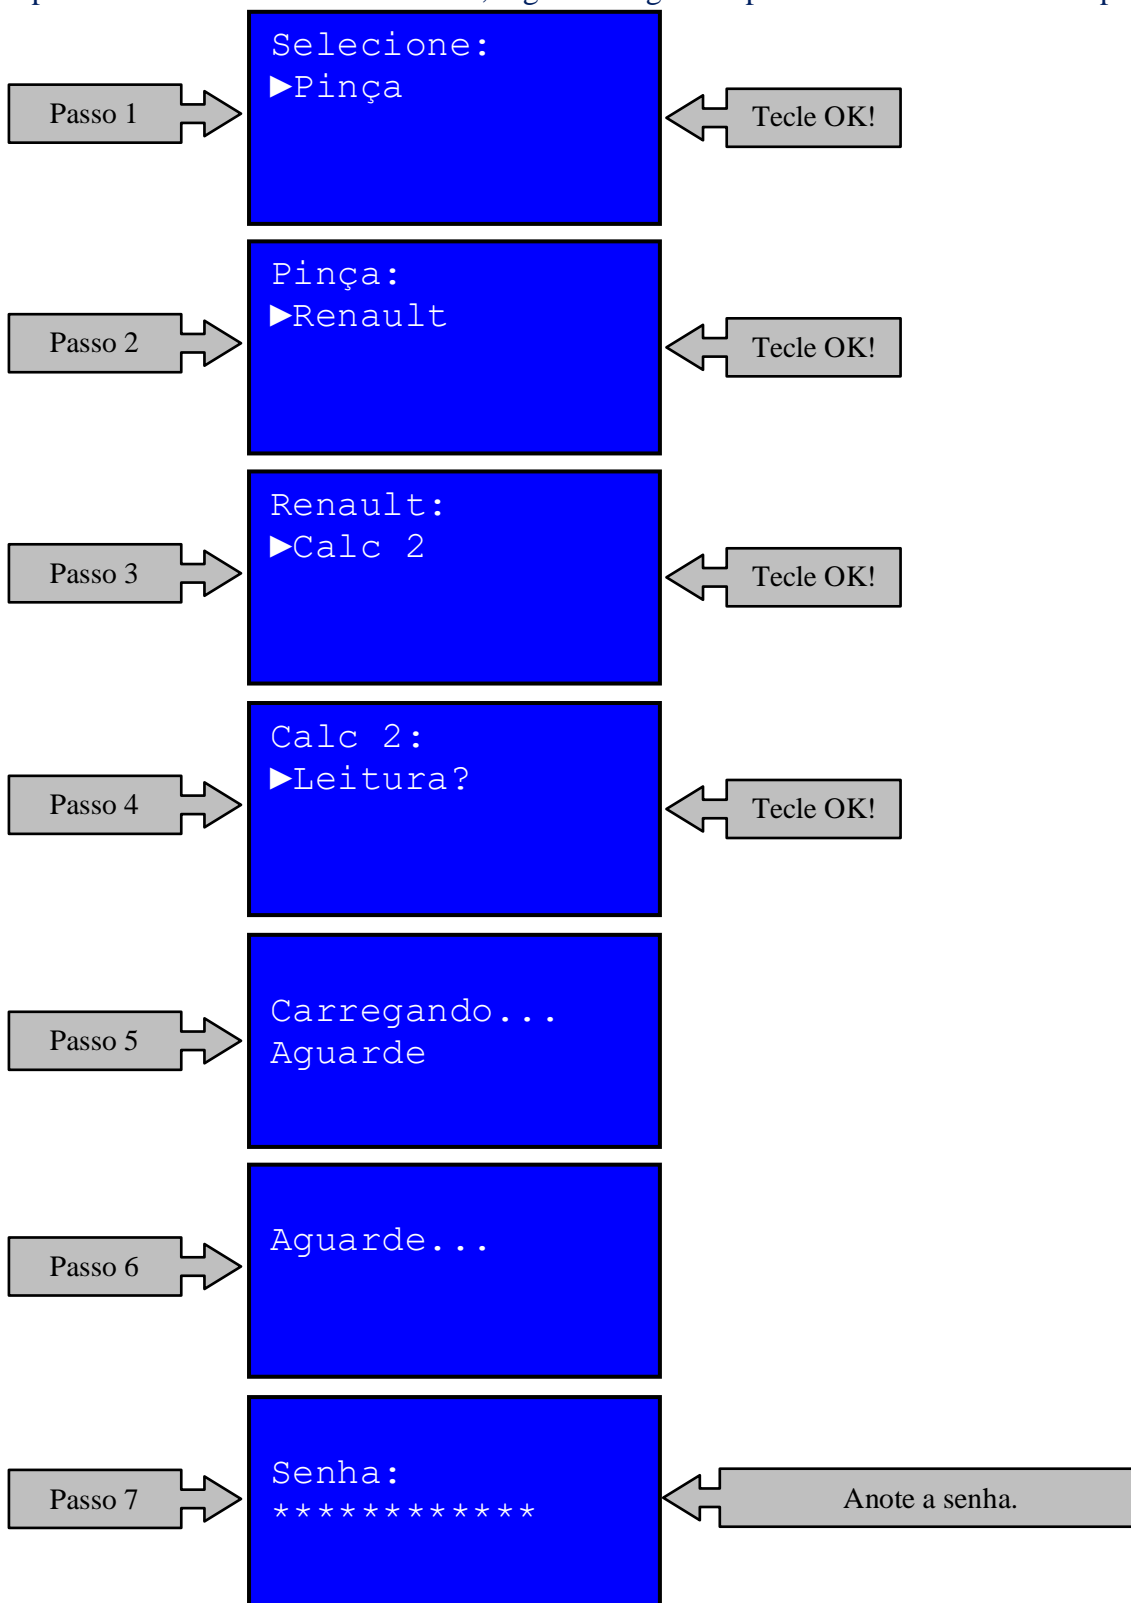 Selecione:
►Pinça
Passo 1
Tecle OK!
Pinça:
►Renault
Passo 2
Tecle OK!
Renault:
►Calc 2
Passo 3
Tecle OK!
Calc 2:
►Leitura?
Passo 4
Tecle OK!
Carregando...
Aguarde
Passo 5
Aguarde...
Passo 6
Senha:
************
Passo 7
Anote a senha.